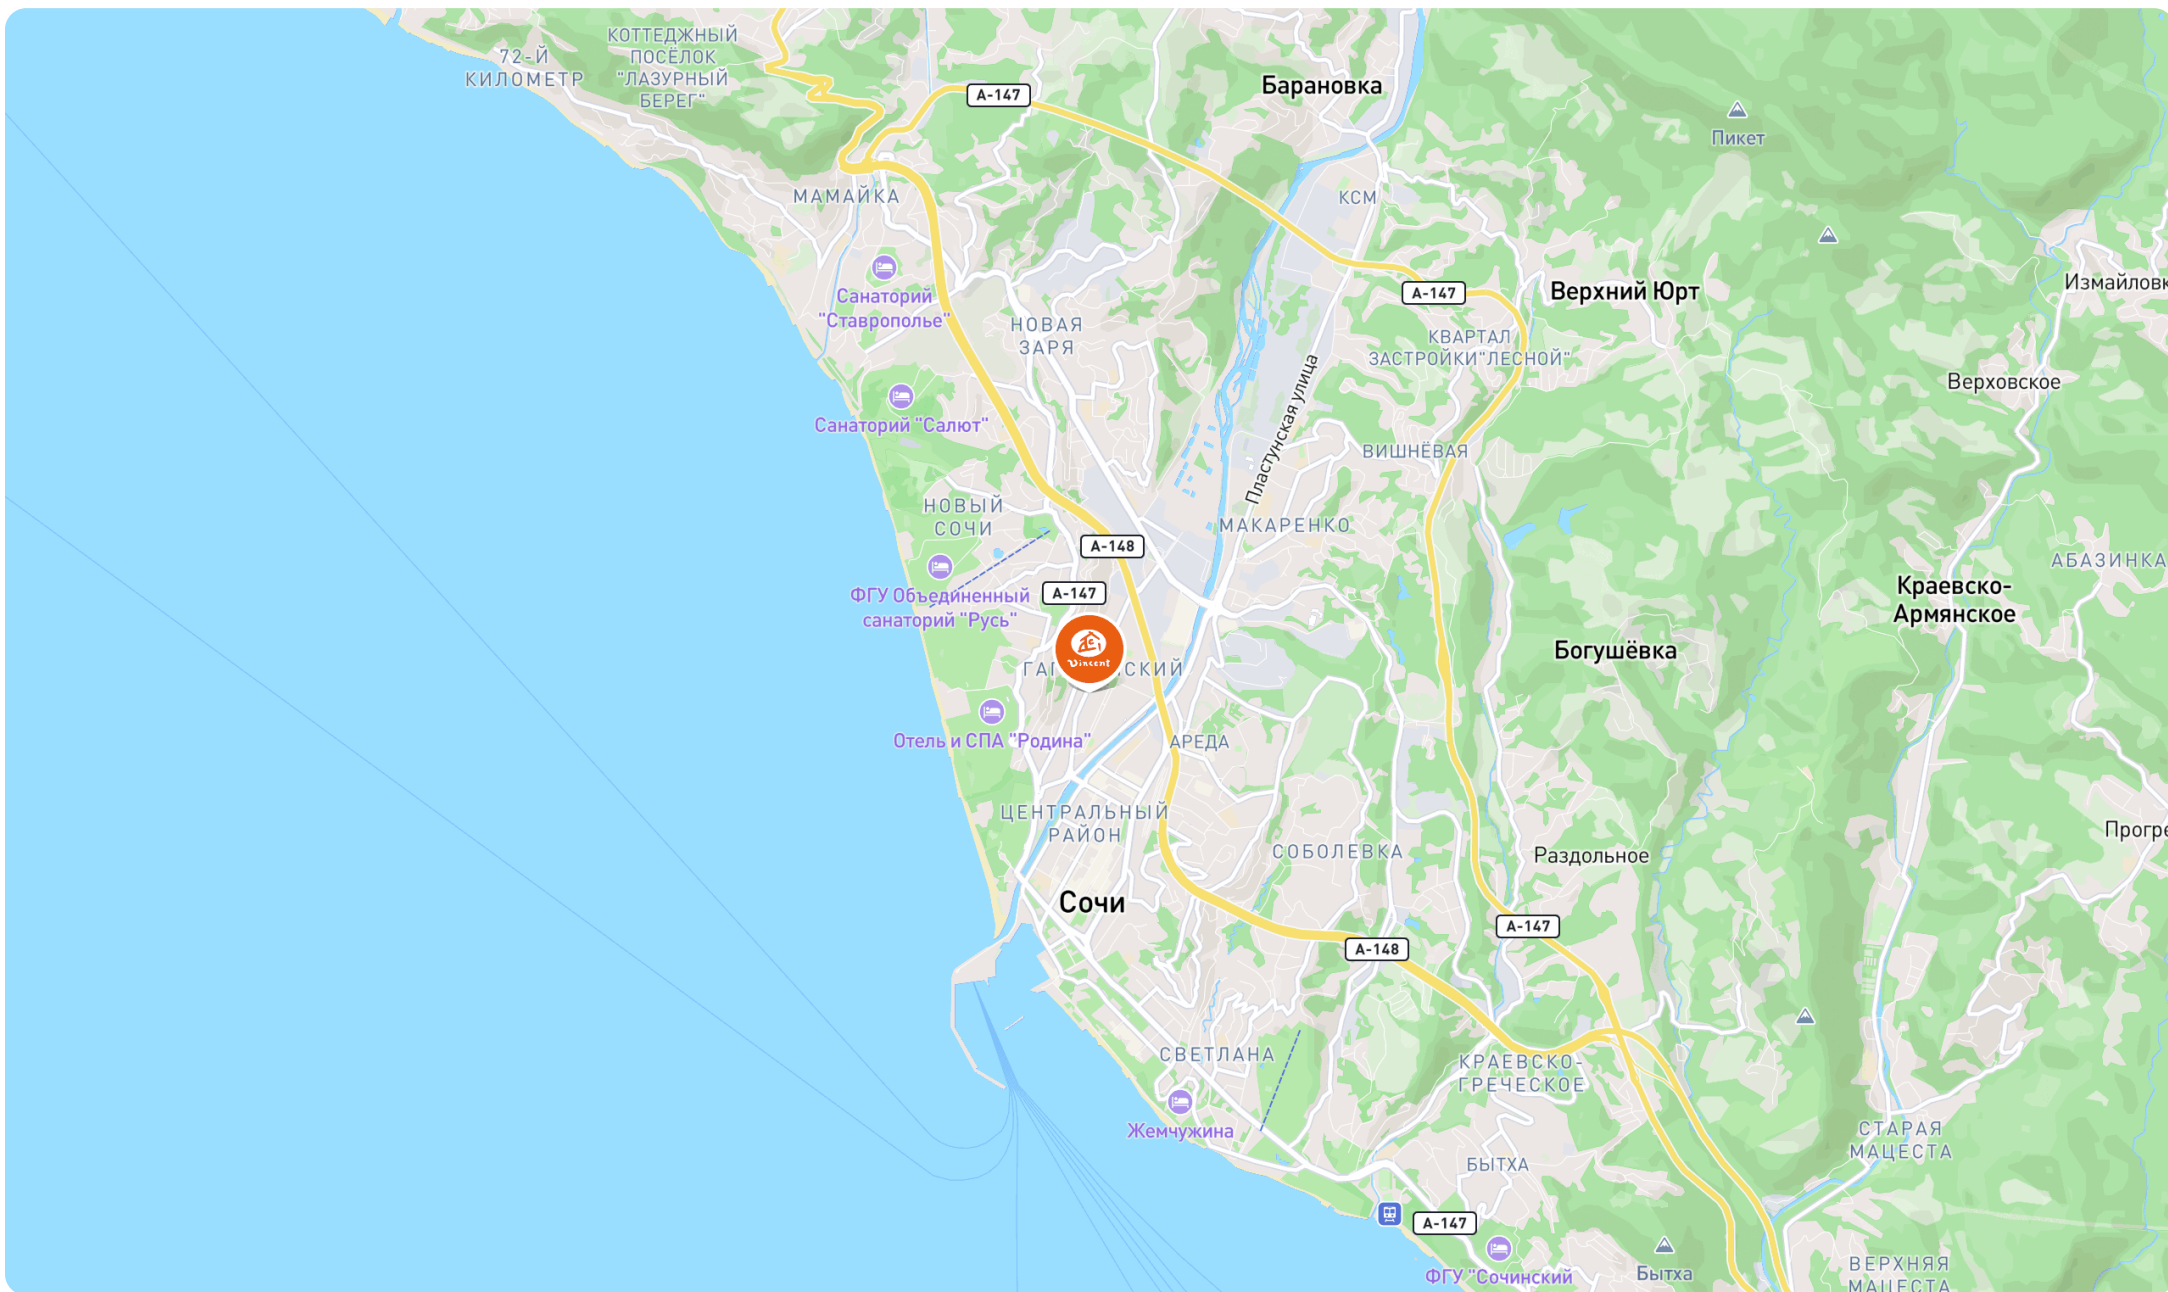 72-Й
КИЛОМЕТР
КОТТЕДЖНЫЙ
ПОСЁЛОК
"ЛАЗУРНЫЙ
БЕРЕГ"
А-147
Барановка
Пикет
МАМАЙКА
КСМ
Санаторий
"Ставрополье"
НОВАЯ
ЗАРЯ
А-147
Верхний Юрт
Измайловк
КВАРТАЛ
ЗАСТРОЙКИ"ЛЕСНОЙ"
Верховское
Санаторий "Салют"
Пластунская улица
ВИШНЁВАЯ
НОВЫЙ
СОЧИ
МАКАРЕНКО
А-148
АБАЗИНКА
ФГУ Объединенный
санаторий "Русь"
А-147
Краевско-
Армянское
Vincent
Богушёвка
Отель и СПА "Родина"
АРЕДА
ЦЕНТРАЛЬНЫЙ
РАЙОН
СОБОЛЕВКА
Раздольное
Прогре
Сочи
А-147
А-148
СВЕТЛАНА
КРАЕВСКО-
ГРЕЧЕСКОЕ
Жемчужина
СТАРАЯ
МАЦЕСТА
БЫТХА
А-147
ФГУ "Сочинский
Бытха
ВЕРХНЯЯ
МАЦЕСТА